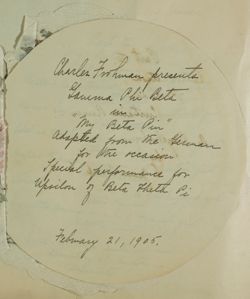 Charles Frohman presents
Gamma Phi Beta
in
"My Beta Pin"
Adapted from the German
for the occasion
Special performance for
Upsilon of Beta Theta Pi
February 21, 1905.